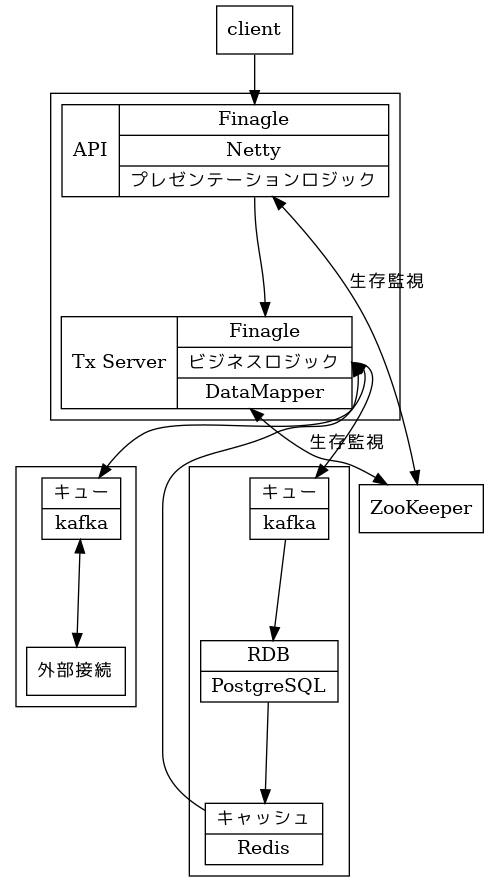 client
API
Finagle
Netty
プレゼンテーションロジック
生存監視
Tx Server
Finagle
ビジネスロジック
DataMapper
生存監視
キュー
kafka
キュー
kafka
ZooKeeper
外部接続
RDB
PostgreSQL
キャッシュ
Redis